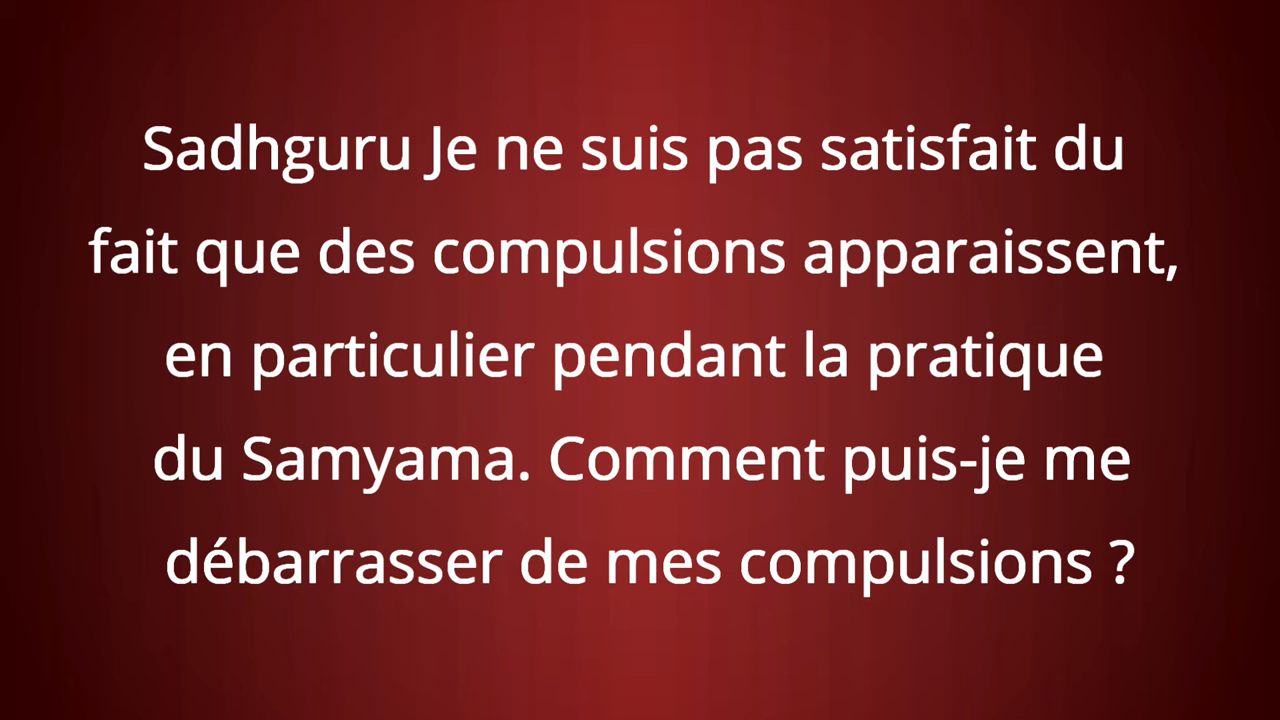 Sadhguru Je ne suis pas satisfait du
fait que des compulsions apparaissent,
en particulier pendant la pratique
du Samyama. Comment puis-je me
débarrasser de mes compulsions ?